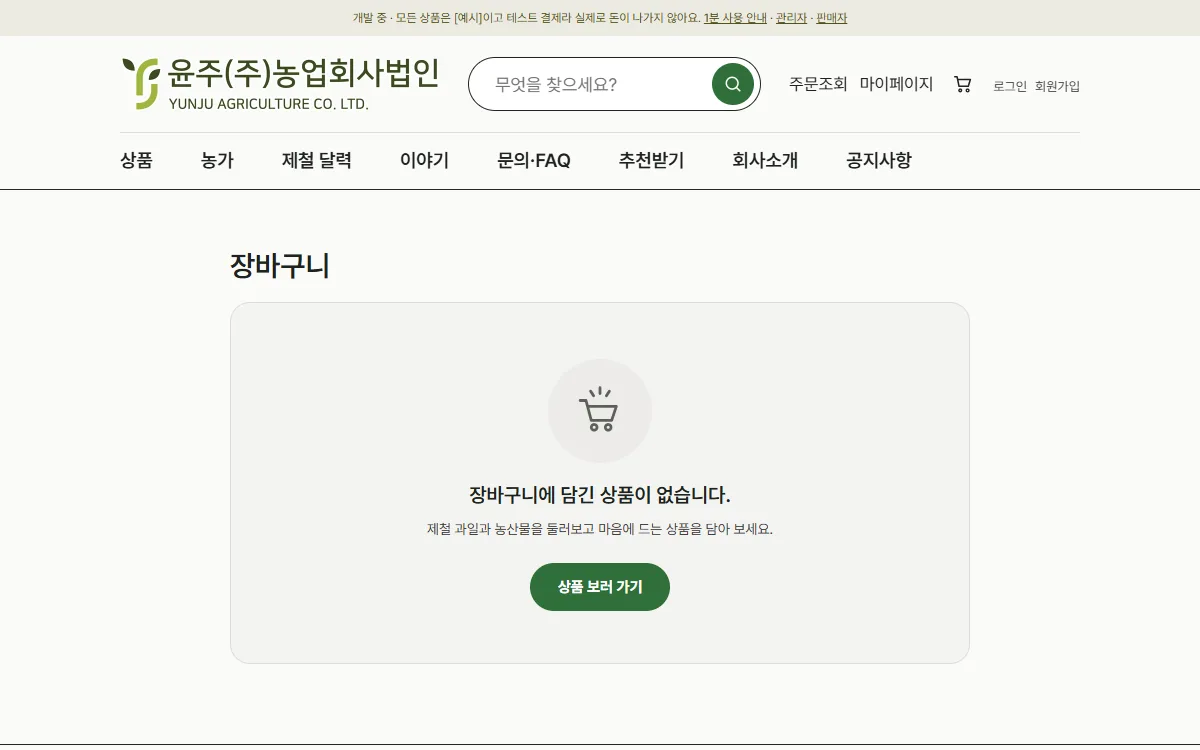 개발 중 · 모든 상품은 [예시]이고 테스트 결제라 실제로 돈이 나가지 않아요. 1분 사용 안내 · 관리자 · 판매자
윤주(주)농업회사법인
YUNJU AGRICULTURE CO. LTD.
무엇을 찾으세요?
주문조회 마이페이지 로그인 회원가입
상품 농가 제철 달력 이야기 문의·FAQ 추천받기 회사소개 공지사항
장바구니
장바구니에 담긴 상품이 없습니다.
제철 과일과 농산물을 둘러보고 마음에 드는 상품을 담아 보세요.
상품 보러 가기